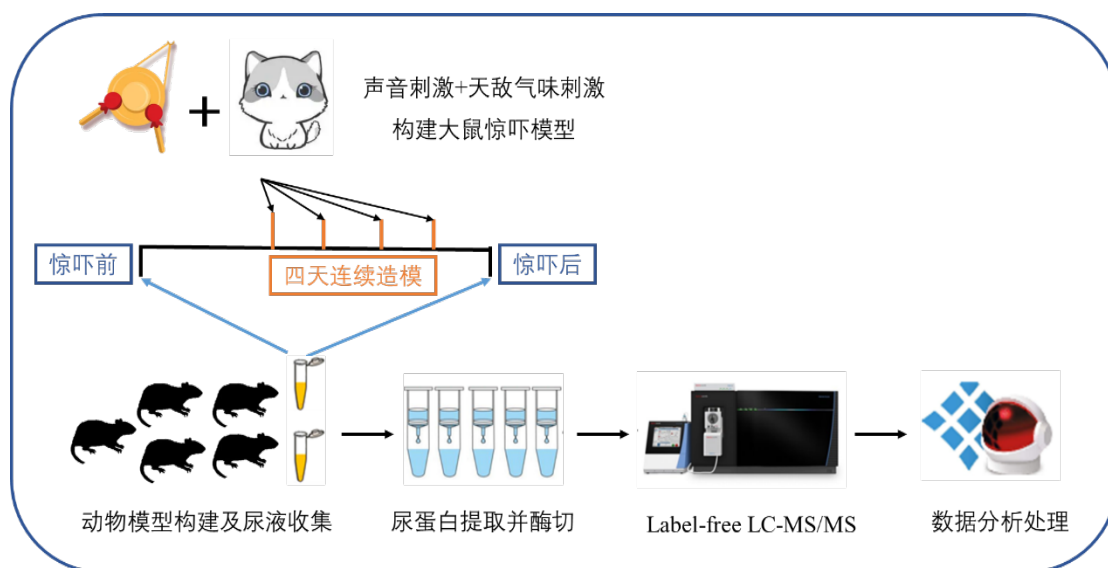 声音刺激+天敌气味刺激
构建大鼠惊吓模型
惊吓前
四天连续造模
惊吓后
动物模型构建及尿液收集
尿蛋白提取并酶切
Label-free LC-MS/MS
数据分析处理